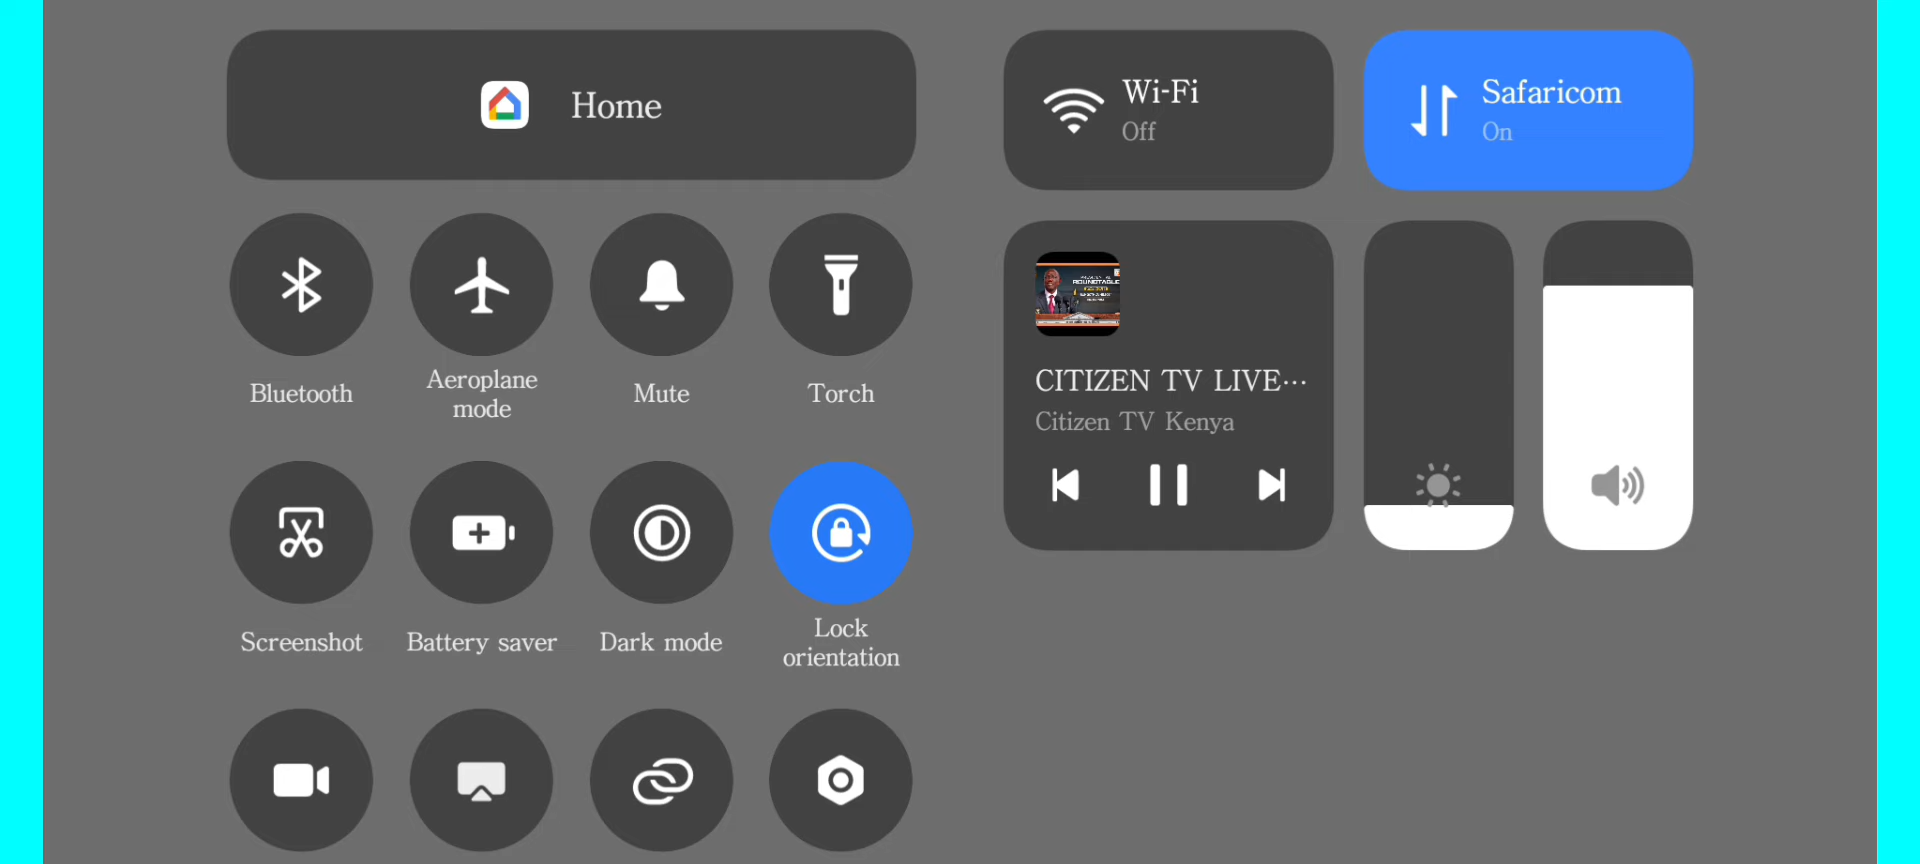 Home
Wi-Fi
Off
Safaricom
On
Bluetooth
Aeroplane
mode
Mute
Torch
ROUNDTABLE
CITIZEN TV LIVE···
Citizen TV Kenya
Screenshot
Battery saver
Dark mode
Lock
orientation